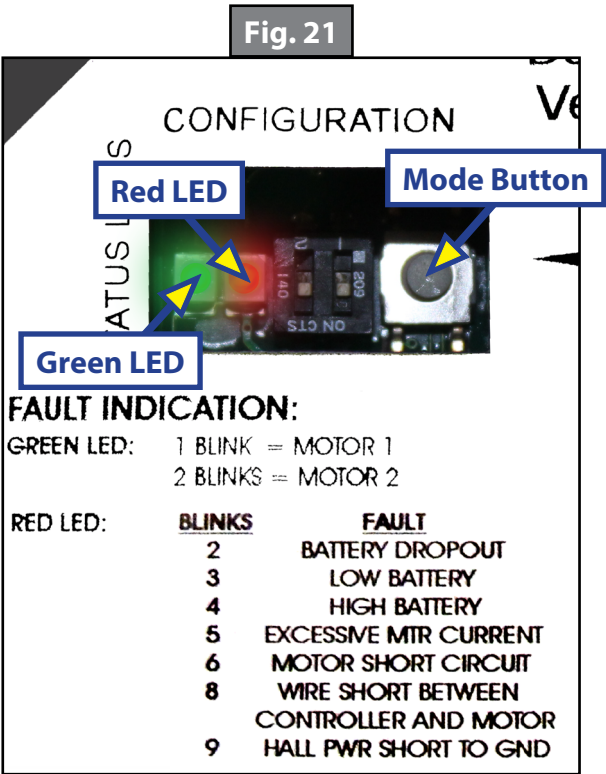 Fig. 21
CONFIGURATION
Red LED
Mode Button
209
140
ON CTS
Green LED
FAULT INDICATION:
GREEN LED: 1 BLINK = MOTOR 1
2 BLINKS = MOTOR 2
RED LED: BLINKS FAULT
2 BATTERY DROPOUT
3 LOW BATTERY
4 HIGH BATTERY
5 EXCESSIVE MTR CURRENT
6 MOTOR SHORT CIRCUIT
8 WIRE SHORT BETWEEN
CONTROLLER AND MOTOR
9 HALL PWR SHORT TO GND